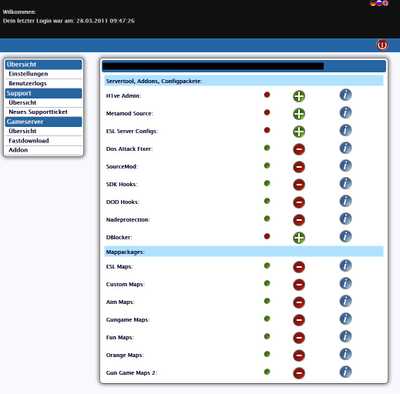 Willkommen:
Dein letzter Login war am: 28.03.2011 09:47:26
Übersicht
Einstellungen
Benutzerlogs
Support
Übersicht
Neues Supportticket
Gameserver
Übersicht
Fastdownload
Addon
Servertool, Addons, Configpackete:
Hlve Admin:
Metamod Source:
ESL Server Configs:
Dos Attack Fixer:
SourceMod:
SDK Hooks:
DOD Hooks:
Nadeprotection:
DBlocker:
Mappackages:
ESL Maps:
Custom Maps:
Aim Maps:
Gungame Maps:
Fun Maps:
Orange Maps:
Gun Game Maps 2: